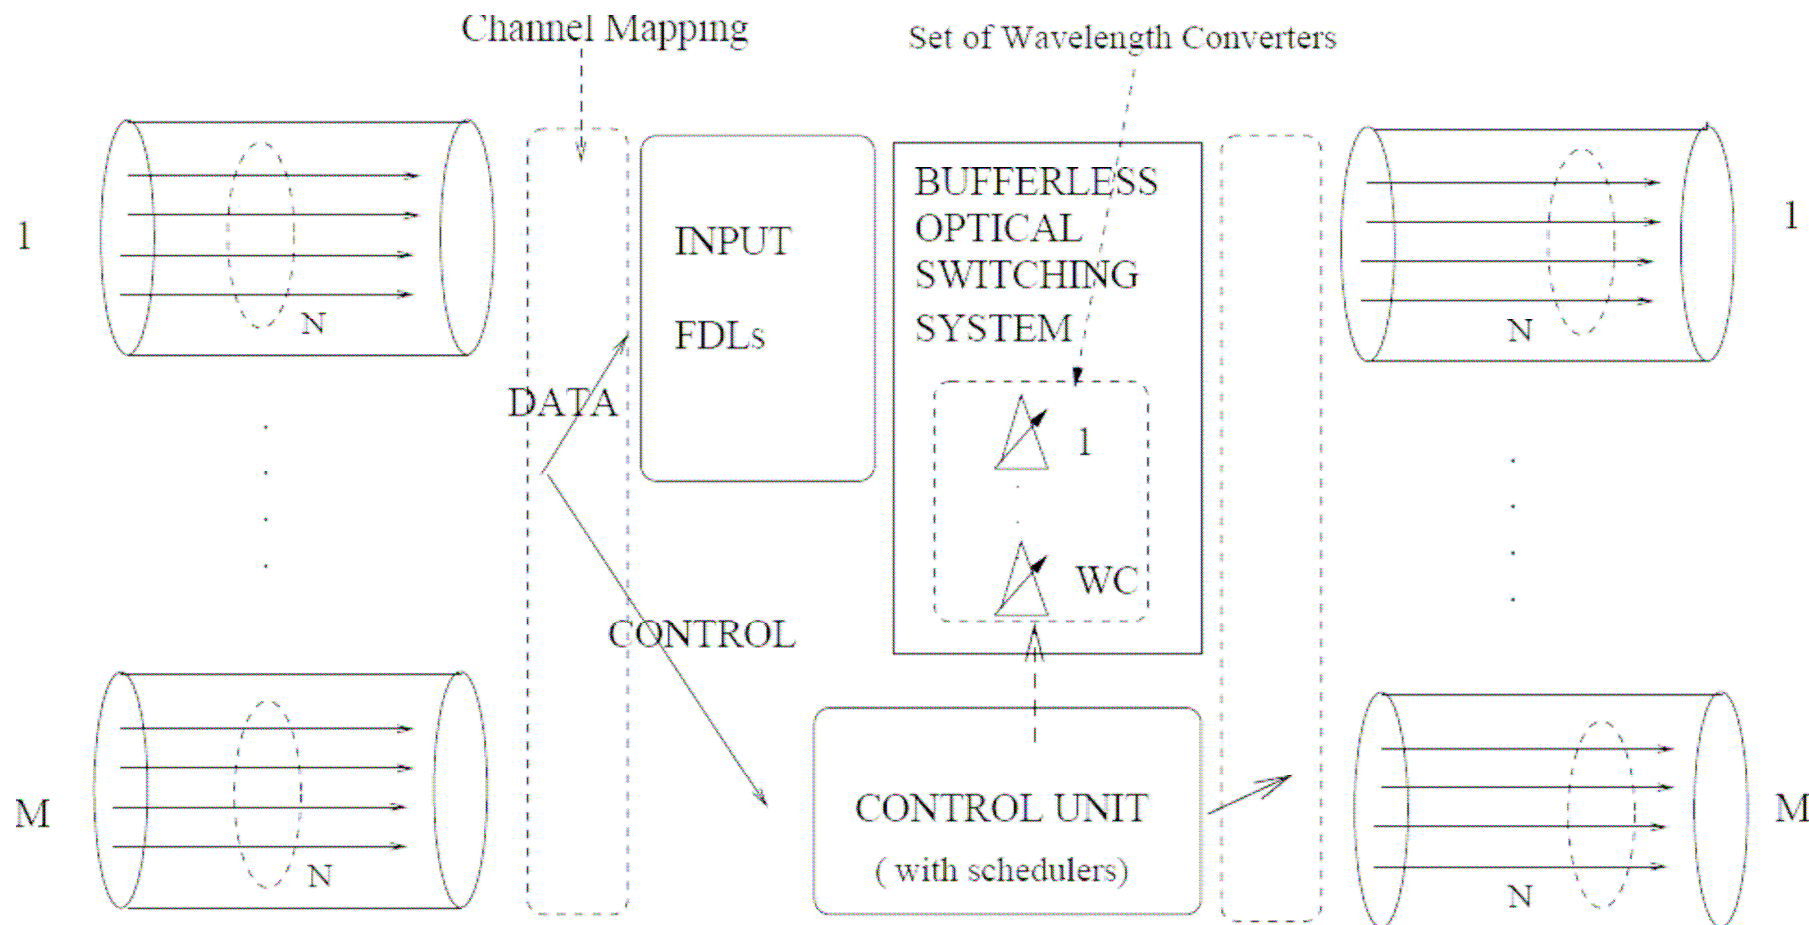 Channel Mapping
Set of Wavelength Converters
1
N
INPUT
FDLs
BUFFERLESS
OPTICAL
SWITCHING
SYSTEM
1
N
DATA
1
WC
CONTROL
M
N
CONTROL UNIT
( with schedulers)
M
N